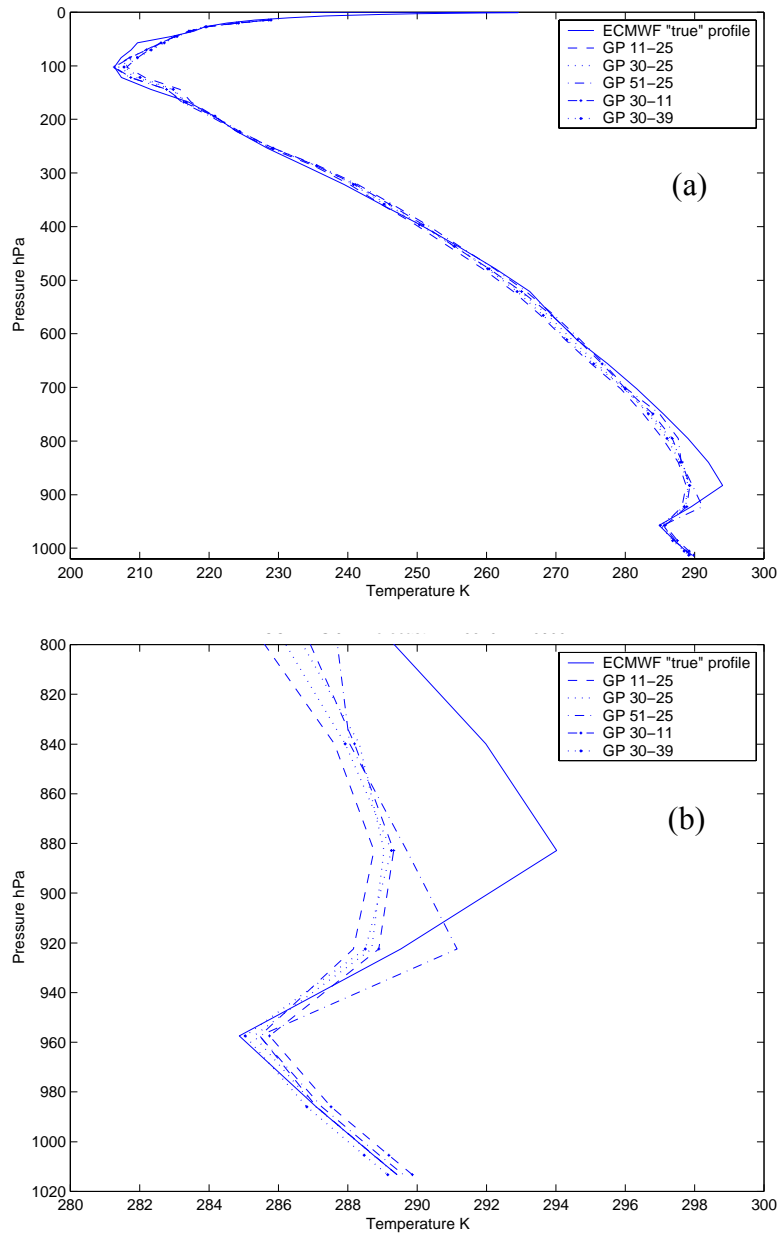 0
100
200
300
400
500
600
700
800
900
1000
Pressure hPa
200 210 220 230 240 250 260 270 280 290 300
Temperature K
ECMWF "true" profile
GP 11−25
GP 30−25
GP 51−25
GP 30−11
GP 30−39
(a)
800
820
840
860
880
900
920
940
960
980
1000
1020
Pressure hPa
280 282 284 286 288 290 292 294 296 298 300
Temperature K
ECMWF "true" profile
GP 11−25
GP 30−25
GP 51−25
GP 30−11
GP 30−39
(b)